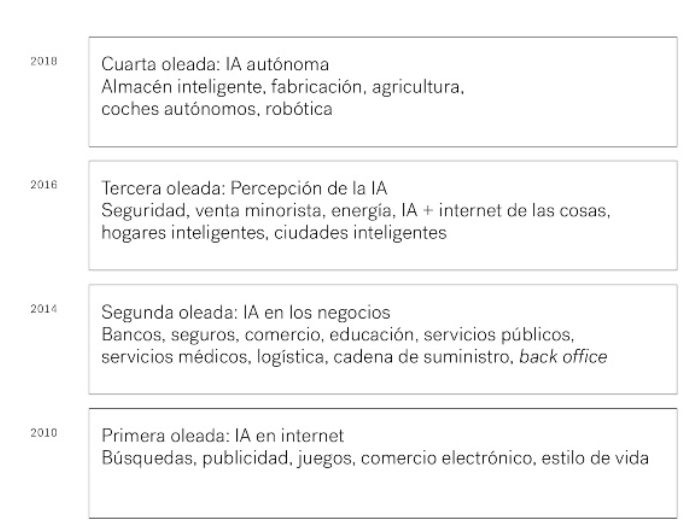 2018
Cuarta oleada: IA autónoma
Almacén inteligente, fabricación, agricultura,
coches autónomos, robótica
2016
Tercera oleada: Percepción de la IA
Seguridad, venta minorista, energía, IA + internet de las cosas,
hogares inteligentes, ciudades inteligentes
2014
Segunda oleada: IA en los negocios
Bancos, seguros, comercio, educación, servicios públicos,
servicios médicos, logística, cadena de suministro, back office
2010
Primera oleada: IA en internet
Búsquedas, publicidad, juegos, comercio electrónico, estilo de vida